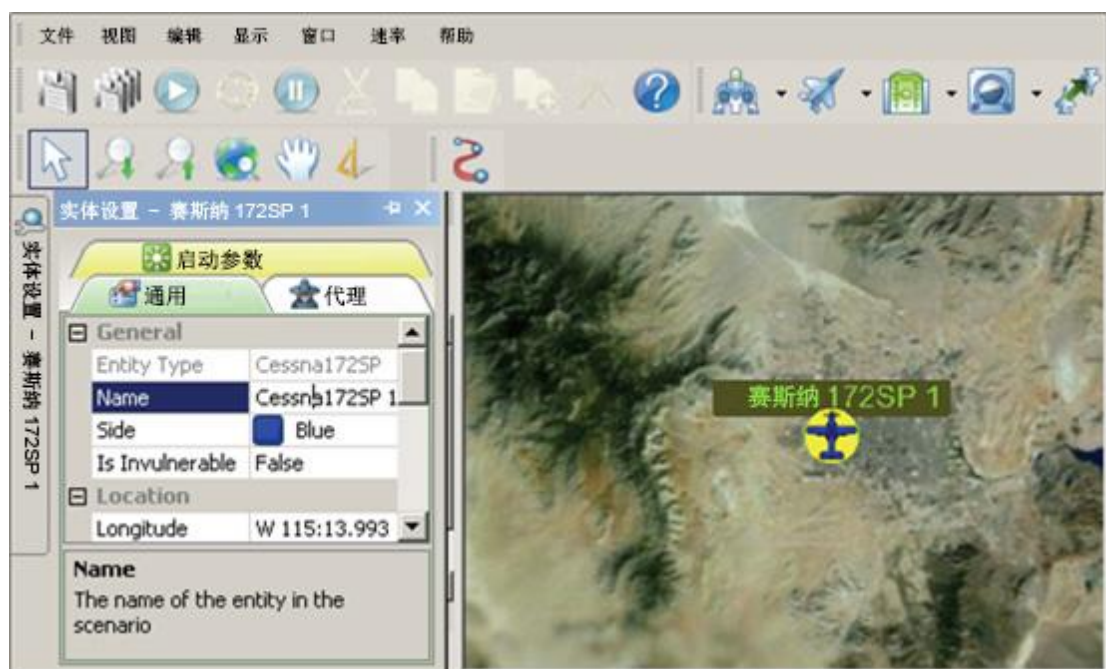 文件 视图 编辑 显示 窗口 速率 帮助
实体设置 - 赛斯纳 172SP 1
实体设置 - 赛斯纳 172SP 1
启动参数
通用 代理
General
Entity Type Cessna172SP
Name Cessna172SP 1
Side Blue
Is Invulnerable False
Location
Longitude W 115:13.993
Name
The name of the entity in the
scenario
赛斯纳 172SP 1